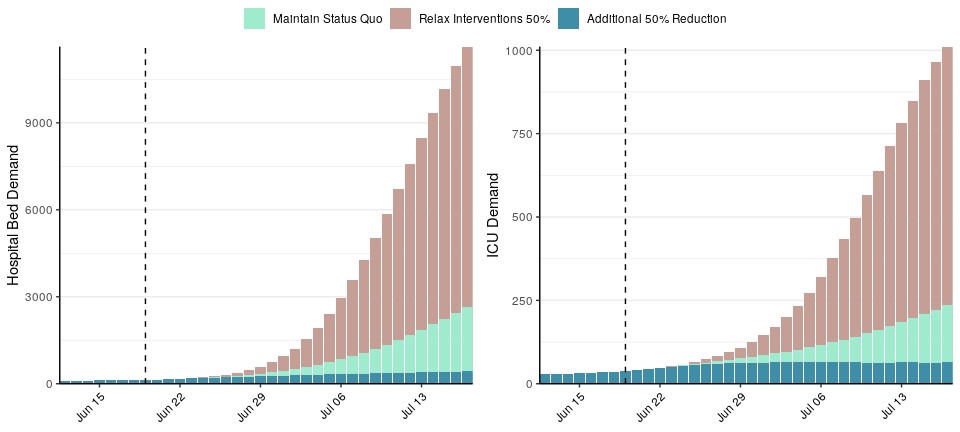 Maintain Status Quo Relax Interventions 50% Additional 50% Reduction
Hospital Bed Demand
9000
6000
3000
0
Jun 15 Jun 22 Jun 29 Jul 06 Jul 13
ICU Demand
1000
750
500
250
0
Jun 15 Jun 22 Jun 29 Jul 06 Jul 13